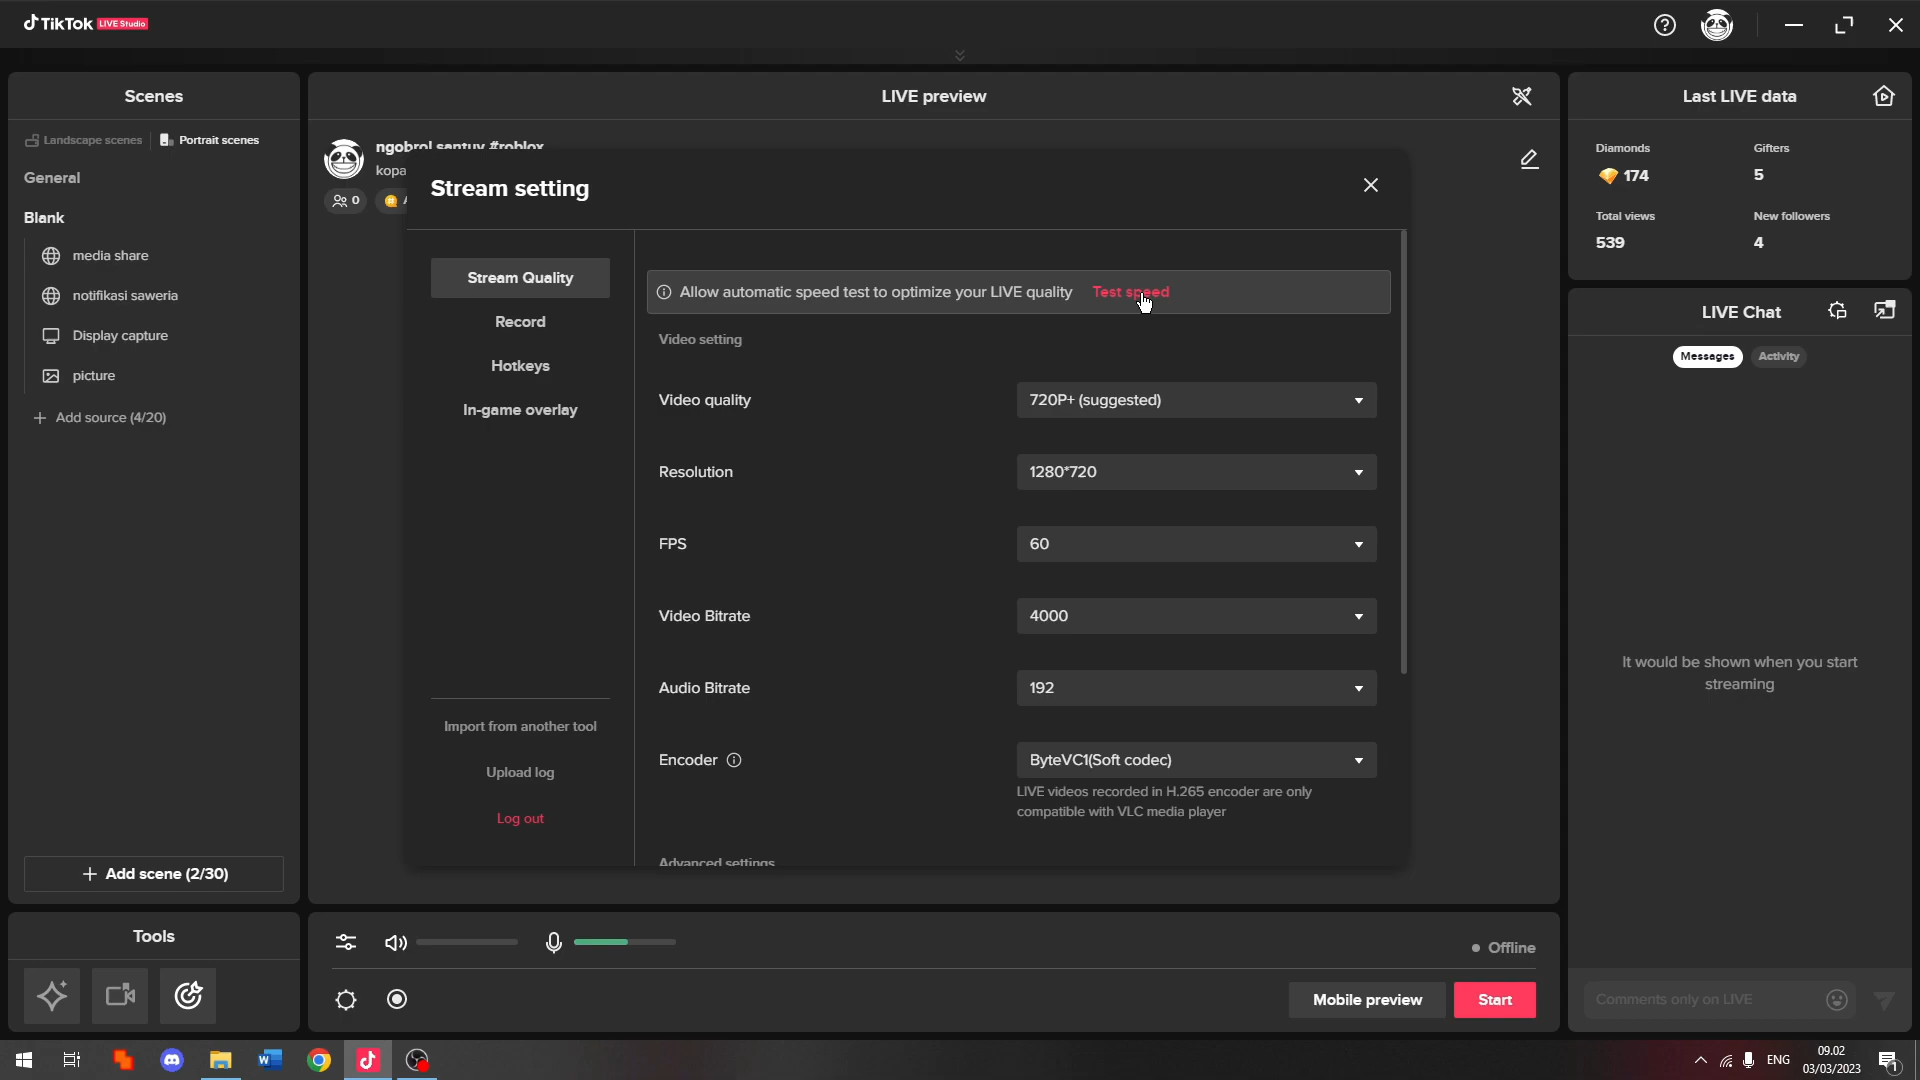 TikTok LIVE Studio
Scenes
Landscape scenes
Portrait scenes
General
Blank
media share
notifikasi saweria
Display capture
picture
Add source (4/20)
Add scene (2/30)
Tools
LIVE preview
ngobrol santuy #roblox
kopa
0
Stream setting
Stream Quality
Record
Hotkeys
In-game overlay
Import from another tool
Upload log
Log out
Allow automatic speed test to optimize your LIVE quality Test speed
Video setting
Video quality
720P+ (suggested)
Resolution
1280*720
FPS
60
Video Bitrate
4000
Audio Bitrate
192
Encoder
ByteVC1(Soft codec)
LIVE videos recorded in H.265 encoder are only
compatible with VLC media player
Advanced settings
Offline
Mobile preview
Start
Last LIVE data
Diamonds
174
Gifters
5
Total views
539
New followers
4
LIVE Chat
Messages
Activity
It would be shown when you start
streaming
Comments only on LIVE
ENG
09.02
03/03/2023
1